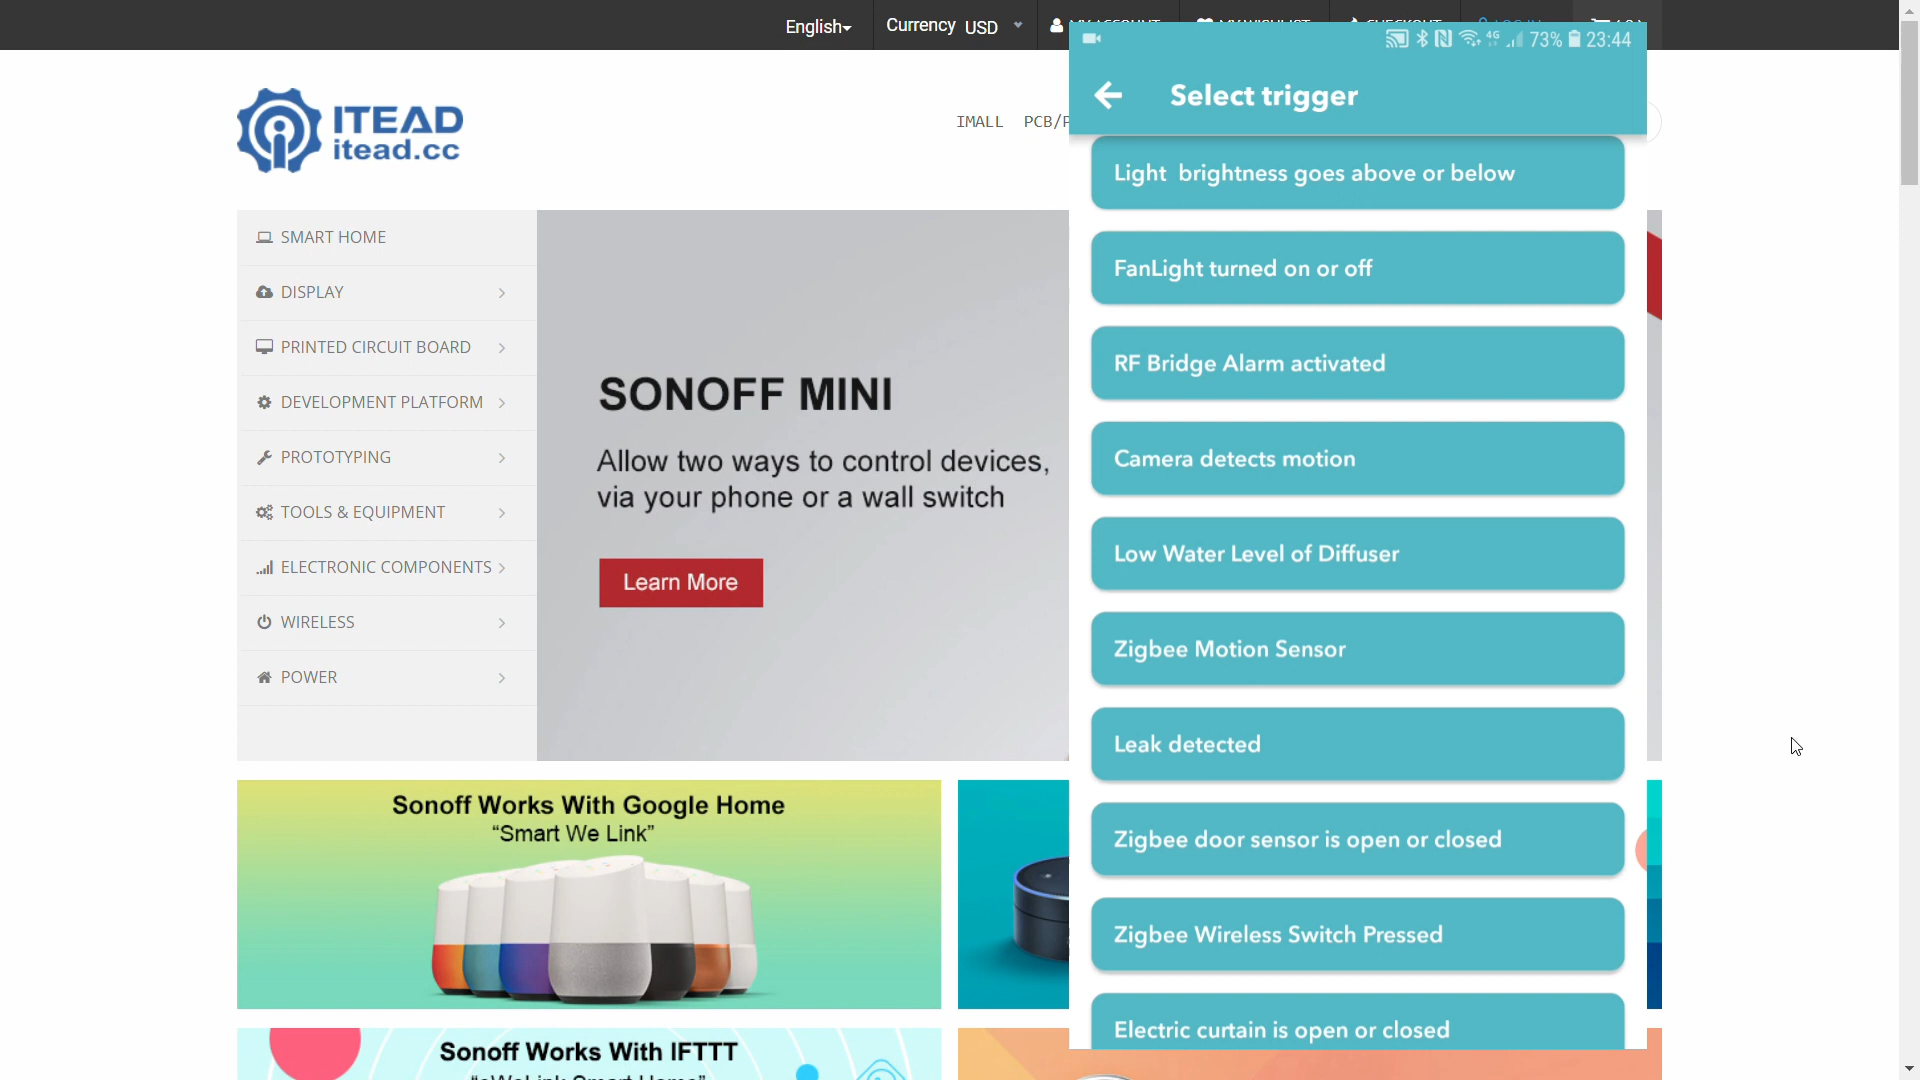 English
Currency USD
4G 73% 23:44
Select trigger
ITEAD
itead.cc
IMALL PCB/P
SMART HOME
DISPLAY
PRINTED CIRCUIT BOARD
DEVELOPMENT PLATFORM
PROTOTYPING
TOOLS & EQUIPMENT
ELECTRONIC COMPONENTS
WIRELESS
POWER
SONOFF MINI
Allow two ways to control devices,
via your phone or a wall switch
Learn More
Light brightness goes above or below
FanLight turned on or off
RF Bridge Alarm activated
Camera detects motion
Low Water Level of Diffuser
Zigbee Motion Sensor
Leak detected
Zigbee door sensor is open or closed
Zigbee Wireless Switch Pressed
Electric curtain is open or closed
Sonoff Works With Google Home
“Smart We Link”
Sonoff Works With IFTTT
"eWeLink Smart Home"